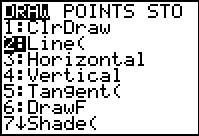 DRAW POINTS STO
1:ClrDraw
2:Line(
3:Horizontal
4:Vertical
5:Tangent(
6:DrawF
7↓Shade(